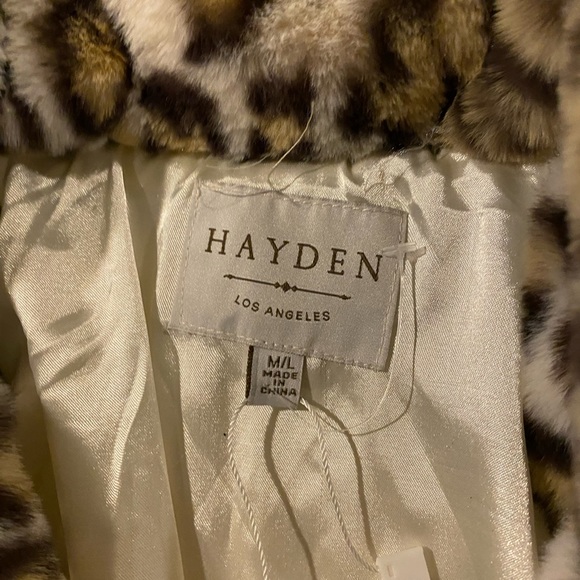 HAYDEN
LOS ANGELES
M/L
MADE
IN
CHINA